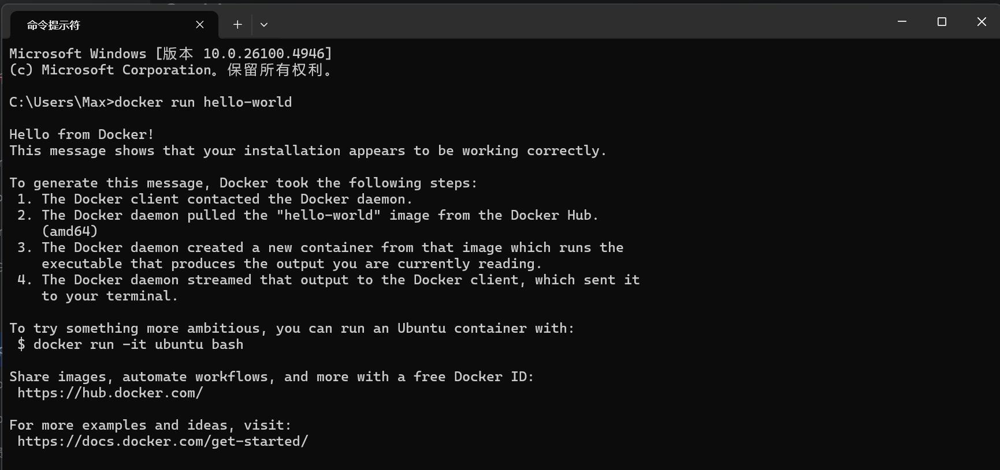 命令提示符
Microsoft Windows [版本 10.0.26100.4946]
(c) Microsoft Corporation。保留所有权利。
C:\Users\Max>docker run hello-world
Hello from Docker!
This message shows that your installation appears to be working correctly.
To generate this message, Docker took the following steps:
1. The Docker client contacted the Docker daemon.
2. The Docker daemon pulled the "hello-world" image from the Docker Hub.
(amd64)
3. The Docker daemon created a new container from that image which runs the
executable that produces the output you are currently reading.
4. The Docker daemon streamed that output to the Docker client, which sent it
to your terminal.
To try something more ambitious, you can run an Ubuntu container with:
$ docker run -it ubuntu bash
Share images, automate workflows, and more with a free Docker ID:
https://hub.docker.com/
For more examples and ideas, visit:
https://docs.docker.com/get-started/